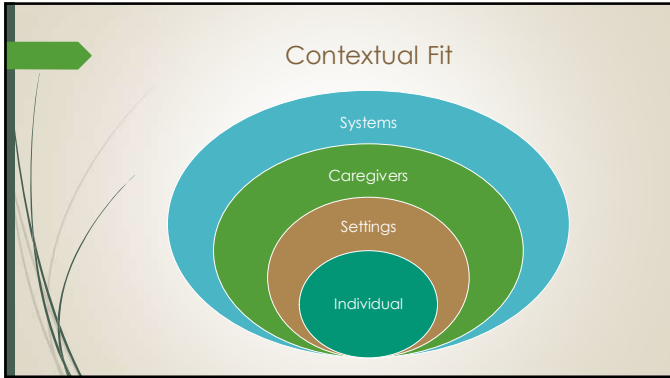 Contextual Fit
Systems
Caregivers
Settings
Individual